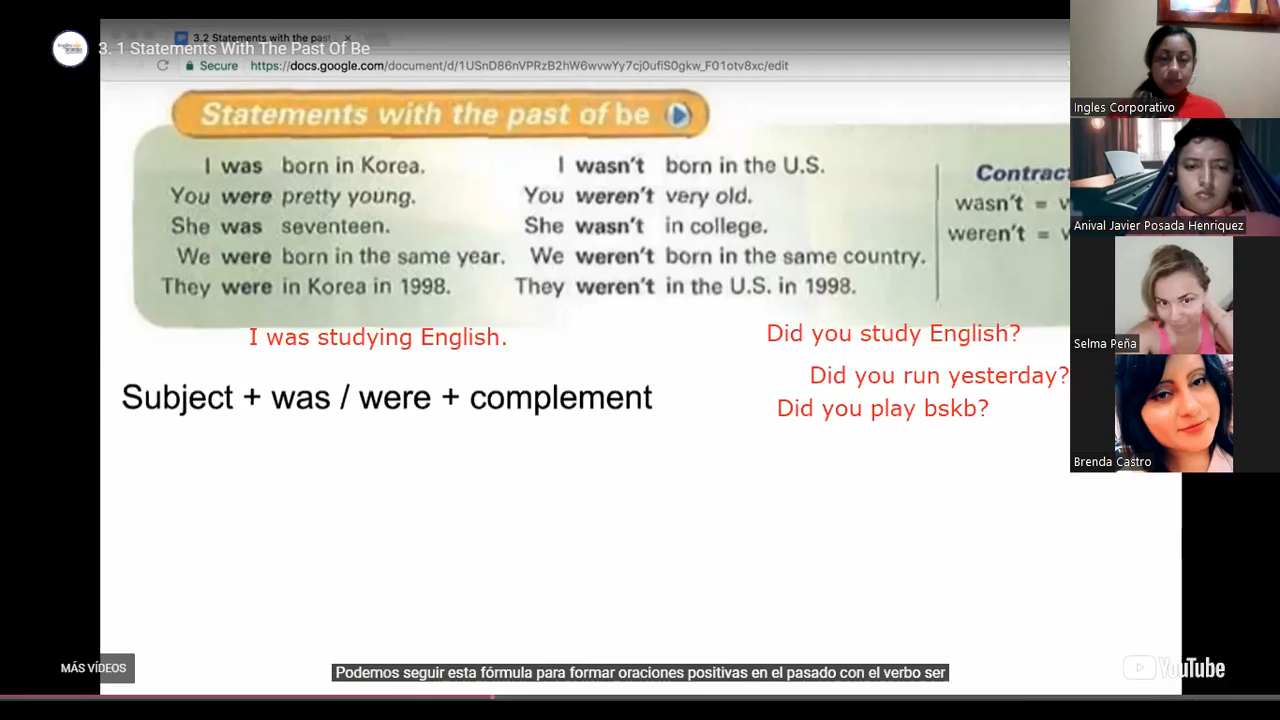 3.2 Statements with the past
3. 1 Statements With The Past Of Be
Secure https://docs.google.com/document/d/1USnD86nVPRzB2hW6wvwYy7cj0ufiS0gkw_F01otv8xc/edit
Statements with the past of be
I was born in Korea.
You were pretty young.
She was seventeen.
We were born in the same year.
They were in Korea in 1998.
I wasn't born in the U.S.
You weren't very old.
She wasn't in college.
We weren't born in the same country.
They weren't in the U.S. in 1998.
Contract
wasn't =
weren't =
I was studying English.
Did you study English?
Did you run yesterday?
Did you play bskb?
Subject + was / were + complement
Ingles Corporativo
Anival Javier Posada Henriquez
Selma Peña
Brenda Castro
MÁS VÍDEOS
Podemos seguir esta fórmula para formar oraciones positivas en el pasado con el verbo ser
YouTube